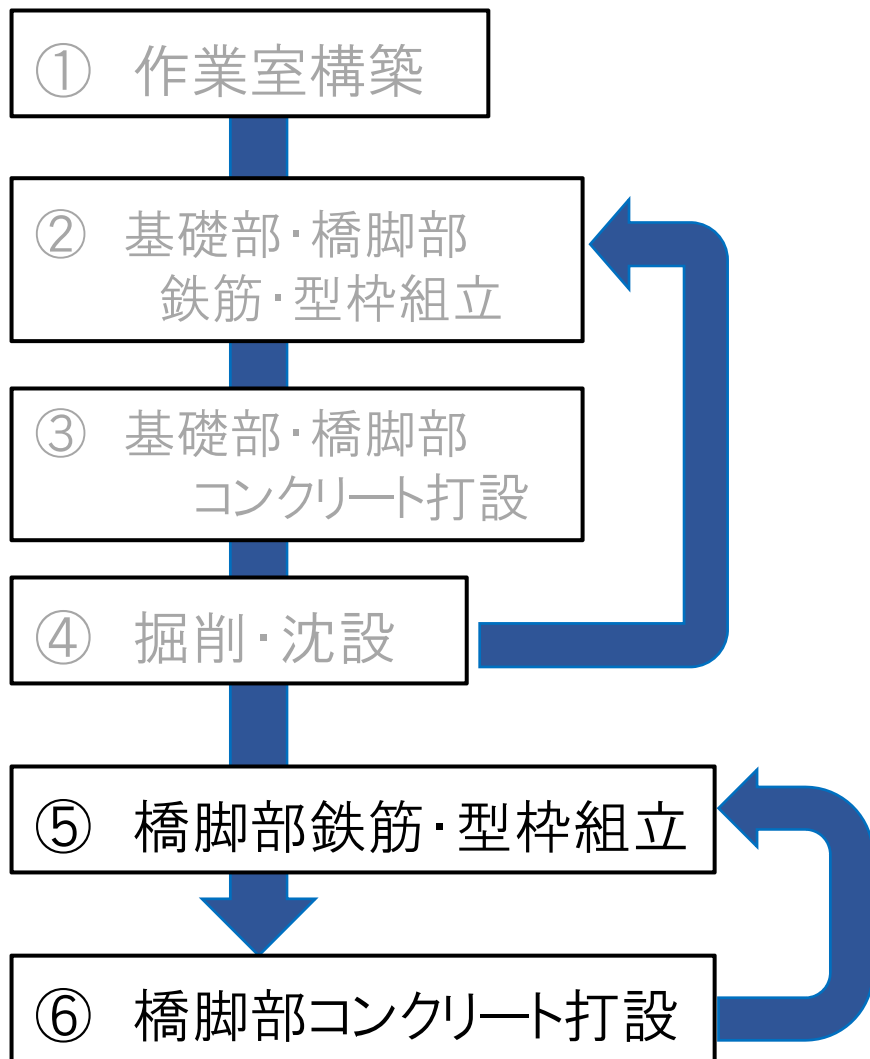 ① 作業室構築
② 基礎部・橋脚部
鉄筋・型枠組立
③ 基礎部・橋脚部
コンクリート打設
④ 掘削・沈設
⑤ 橋脚部鉄筋・型枠組立
⑥ 橋脚部コンクリート打設